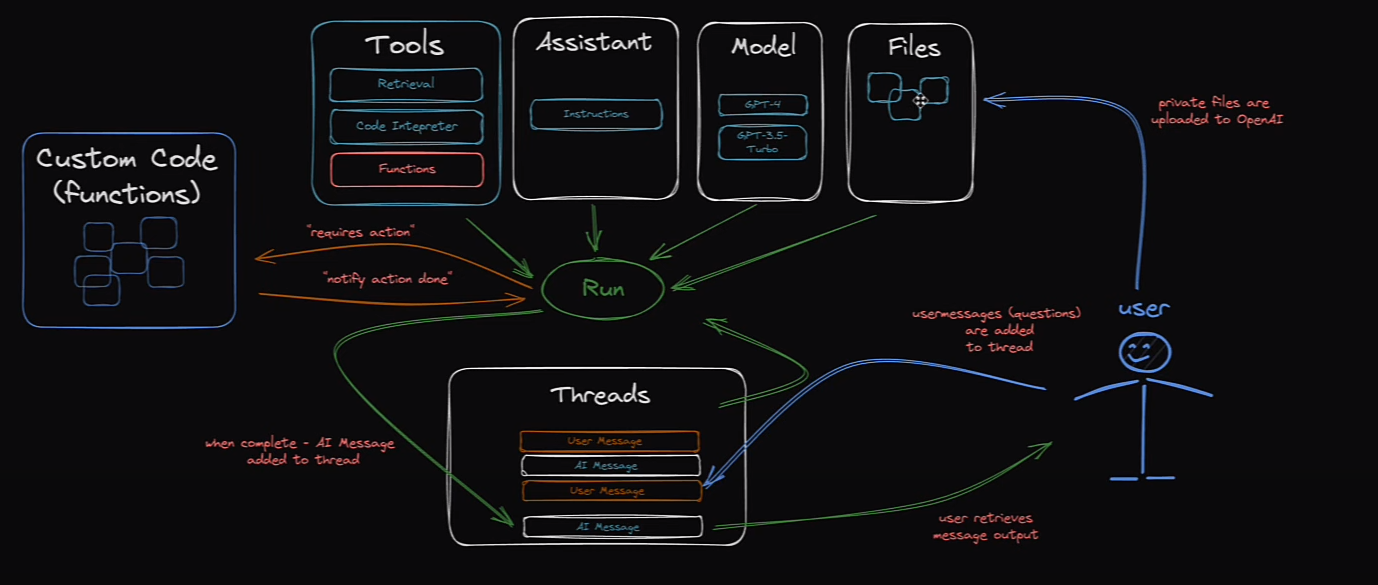 Tools
Retrieval
Code Intepreter
Functions
Assistant
Instructions
Model
GPT-4
GPT-3.5-
Turbo
Files
private files are
uploaded to OpenAI
Custom Code
(functions)
"requires action"
"notify action done"
Run
user
usermessages (questions)
are added
to thread
Threads
User Message
AI Message
User Message
AI Message
when complete - AI Message
added to thread
user retrieves
message output